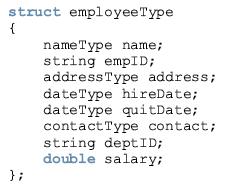 struct employeeType
{
    nameType name;
    string empID;
    addressType address;
    dateType hireDate;
    dateType quitDate;
    contactType contact;
    string deptID;
    double salary;
};